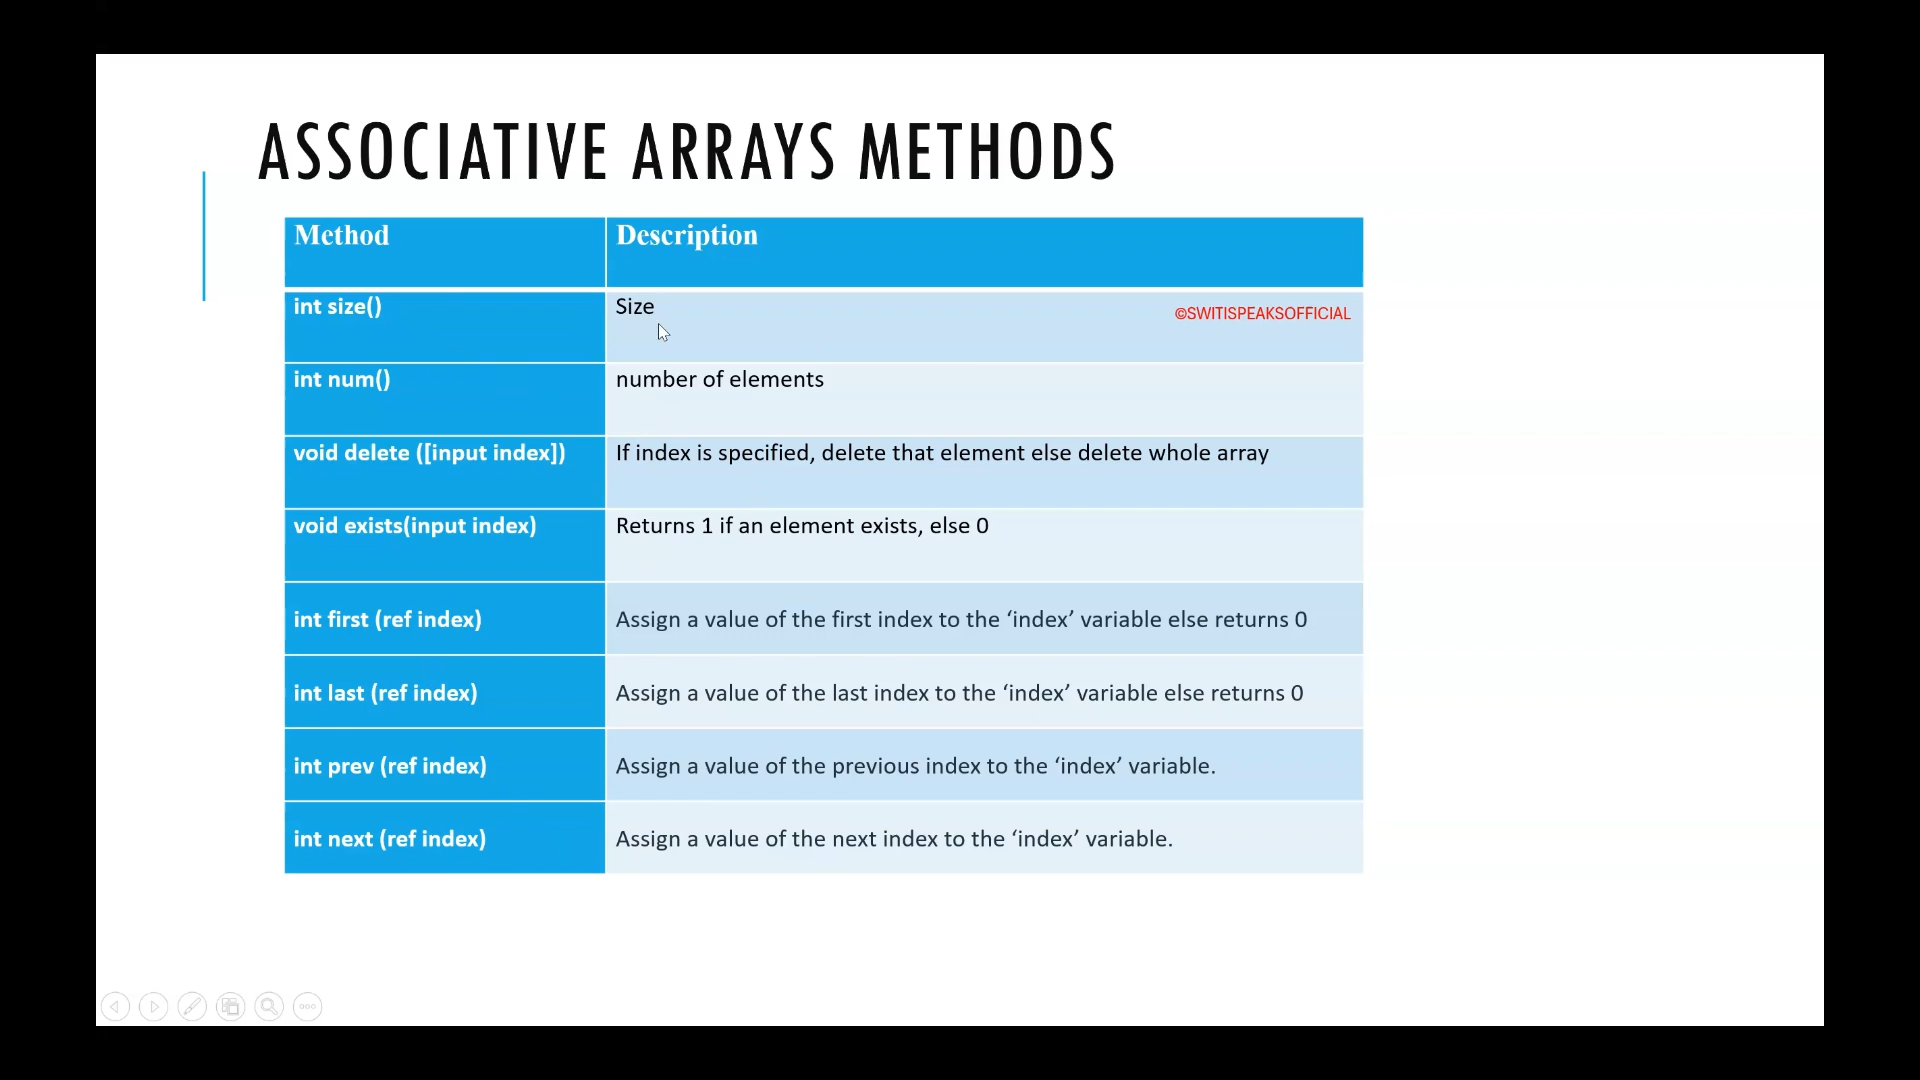 ASSOCIATIVE ARRAYS METHODS
Method Description
int size() Size ©SWITISPEAKSOFFICIAL
int num() number of elements
void delete ([input index]) If index is specified, delete that element else delete whole array
void exists(input index) Returns 1 if an element exists, else 0
int first (ref index) Assign a value of the first index to the ‘index’ variable else returns 0
int last (ref index) Assign a value of the last index to the ‘index’ variable else returns 0
int prev (ref index) Assign a value of the previous index to the ‘index’ variable.
int next (ref index) Assign a value of the next index to the ‘index’ variable.